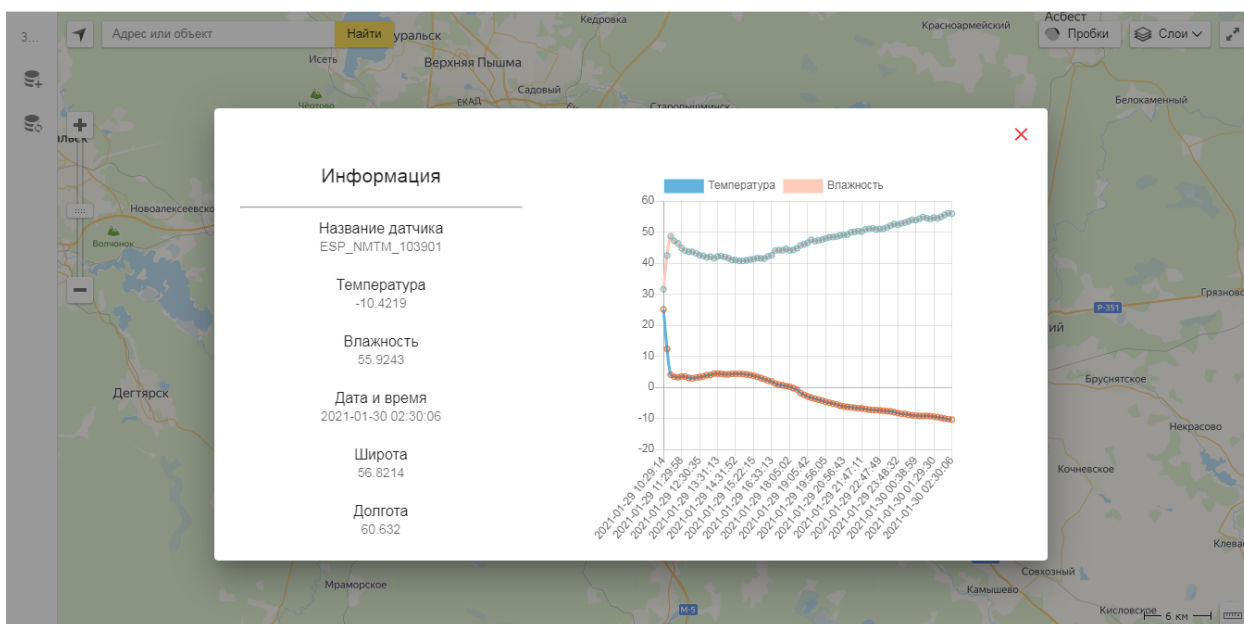 З...
Адрес или объект
Найти
уральск
Кедровка
Красноармейский
Асбест
Пробки
Слои
Исеть
Верхняя Пышма
Садовый
ЕКАД
Старопышминск
Белокаменный
Чёртово
Новоалексеевско
Волчонок
Дегтярск
Информация
Название датчика
ESP_NMTM_103901
Температура
-10.4219
Влажность
55.9243
Дата и время
2021-01-30 02:30:06
Широта
56.8214
Долгота
60.632
Температура
Влажность
60
50
40
30
20
10
0
-10
-20
2021-01-29 10:29:14
2021-01-29 11:29:58
2021-01-29 12:30:35
2021-01-29 13:31:13
2021-01-29 14:31:52
2021-01-29 15:22:15
2021-01-29 16:33:13
2021-01-29 18:05:02
2021-01-29 19:05:42
2021-01-29 19:56:05
2021-01-29 20:56:43
2021-01-29 21:47:11
2021-01-29 22:47:49
2021-01-29 23:48:32
2021-01-30 00:38:59
2021-01-30 01:29:30
2021-01-30 02:30:06
Грязновс
Р-351
ий
Бруснятское
Некрасово
Кочневское
Клева
Совхозный
Мраморское
Камышево
М-5
Кисловское
6 км